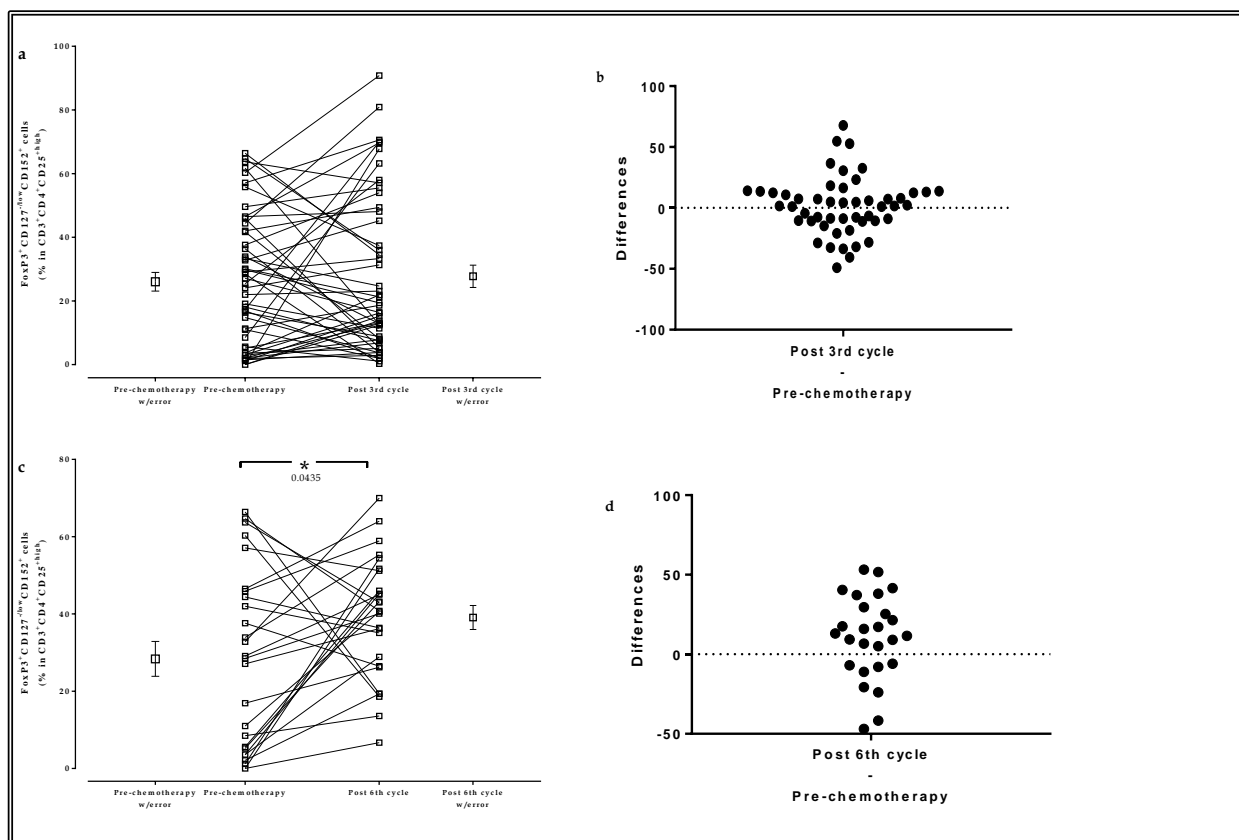 a
100
80
60
40
20
0
FoxP3⁺CD127⁻/ˡᵒʷCD152⁺ cells
(% in CD3⁺CD4⁺CD25⁺ʰⁱᵍʰ)
Pre-chemotherapy
w/error
Pre-chemotherapy
Post 3rd cycle
Post 3rd cycle
w/error
b
100
50
0
-50
-100
Differences
Post 3rd cycle
-
Pre-chemotherapy
c
80
60
40
20
0
FoxP3⁺CD127⁻/ˡᵒʷCD152⁺ cells
(% in CD3⁺CD4⁺CD25⁺ʰⁱᵍʰ)
*
0.0435
Pre-chemotherapy
w/error
Pre-chemotherapy
Post 6th cycle
Post 6th cycle
w/error
d
100
50
0
-50
Differences
Post 6th cycle
-
Pre-chemotherapy